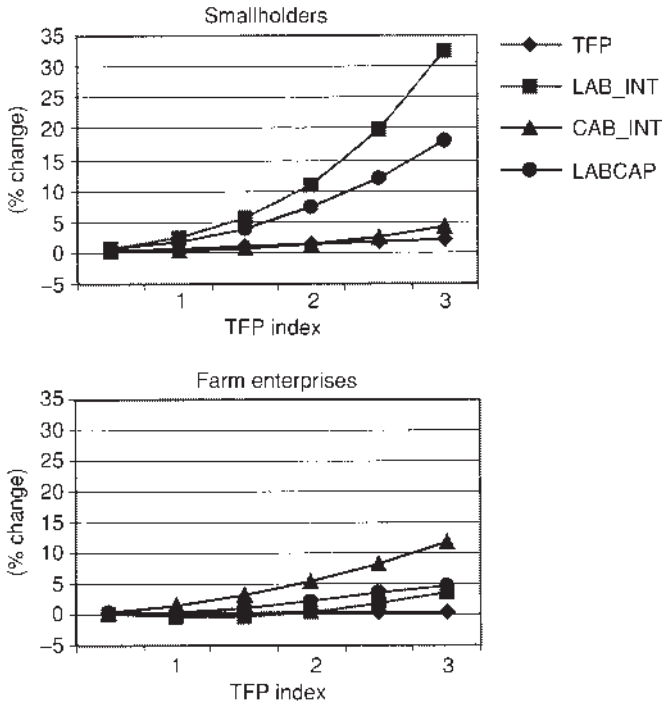 Smallholders
35
30
25
20
15
10
5
0
−5
(% change)
1 2 3
TFP index
TFP
LAB_INT
CAB_INT
LABCAP
Farm enterprises
35
30
25
20
15
10
5
0
−5
(% change)
1 2 3
TFP index